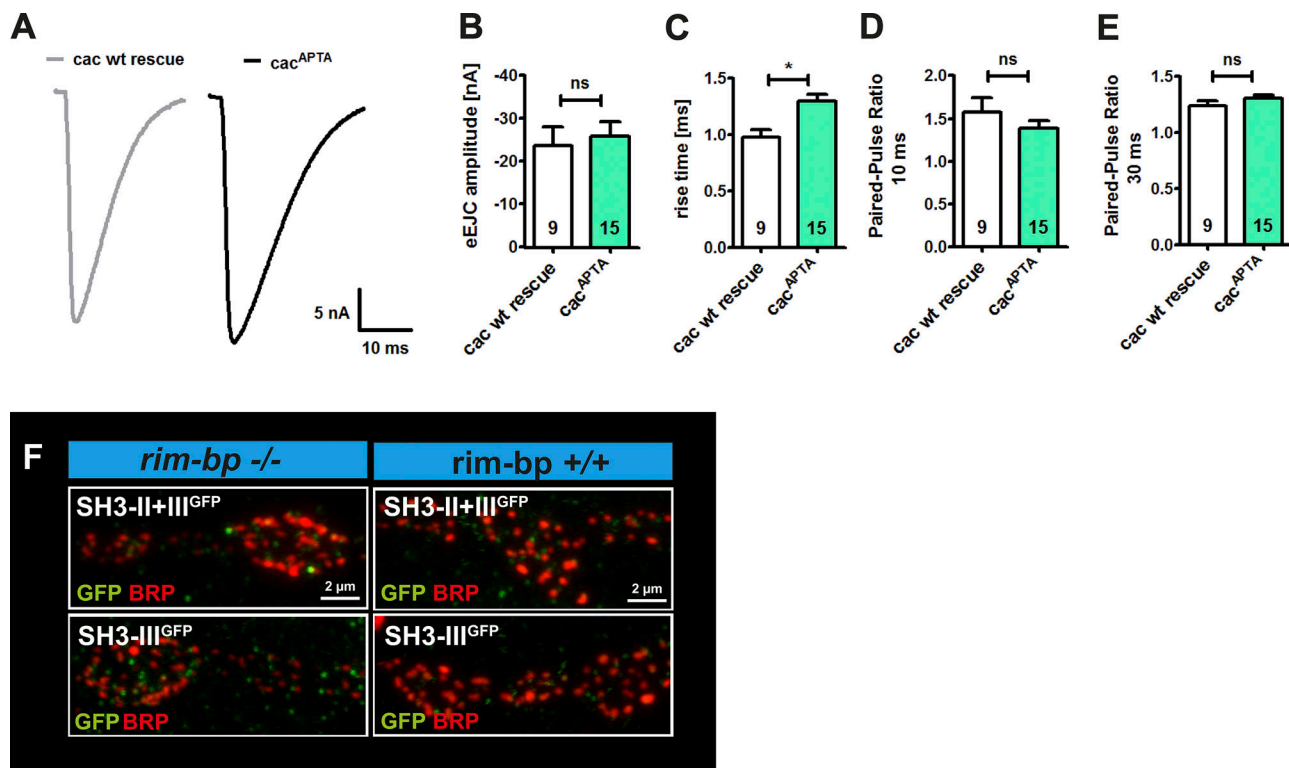 A
cac wt rescue
cac^APTA
5 nA
10 ms
B
eEJC amplitude [nA]
-40
-30
-20
-10
0
ns
9
15
cac wt rescue
cac^APTA
C
rise time [ms]
1.5
1.0
0.5
0.0
*
9
15
cac wt rescue
cac^APTA
D
Paired-Pulse Ratio
10 ms
2.0
1.5
1.0
0.5
0.0
ns
9
15
cac wt rescue
cac^APTA
E
Paired-Pulse Ratio
30 ms
1.5
1.0
0.5
0.0
ns
9
15
cac wt rescue
cac^APTA
F
rim-bp -/-
rim-bp +/+
SH3-II+III^GFP
GFP BRP
2 µm
SH3-II+III^GFP
GFP BRP
2 µm
SH3-III^GFP
GFP BRP
SH3-III^GFP
GFP BRP